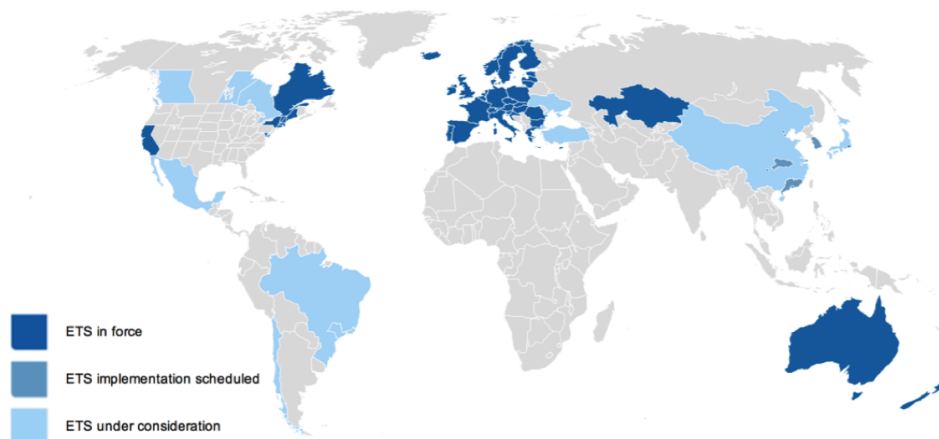 ETS in force
ETS implementation scheduled
ETS under consideration